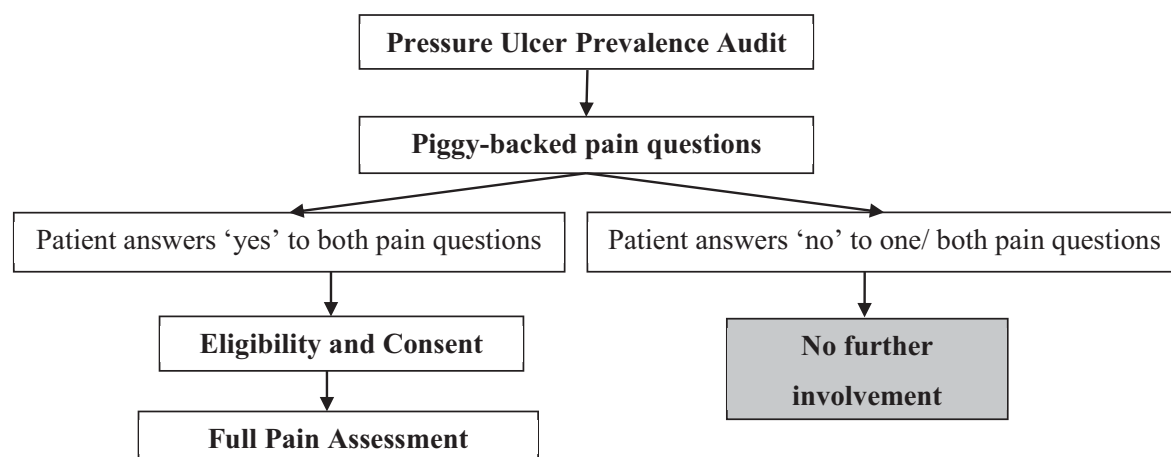 Pressure Ulcer Prevalence Audit
Piggy-backed pain questions
Patient answers ‘yes’ to both pain questions
Patient answers ‘no’ to one/ both pain questions
Eligibility and Consent
No further
involvement
Full Pain Assessment